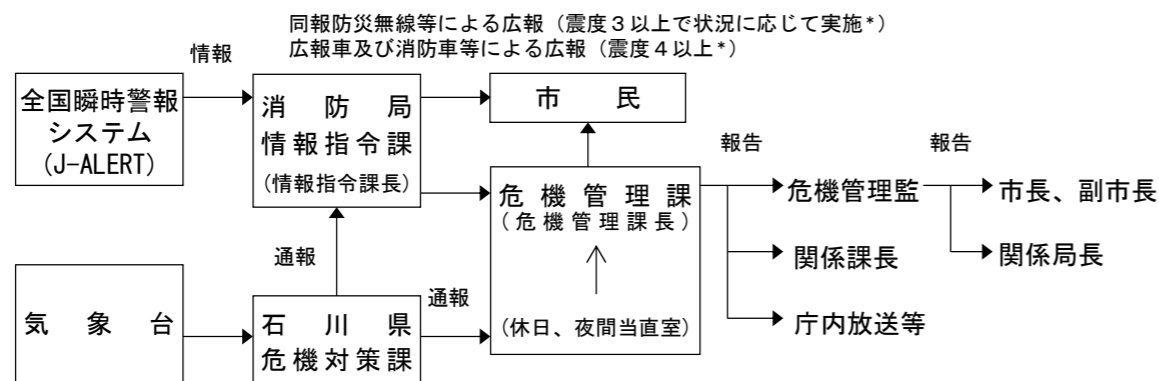 同報防災無線等による広報（震度３以上で状況に応じて実施*）
広報車及び消防車等による広報（震度４以上*）
情報
全国瞬時警報
システム
(J-ALERT)
消防局
情報指令課
(情報指令課長)
市民
報告
報告
危機管理課
(危機管理課長)
危機管理監
市長、副市長
通報
関係課長
関係局長
気象台
石川県
危機対策課
通報
(休日、夜間当直室)
庁内放送等